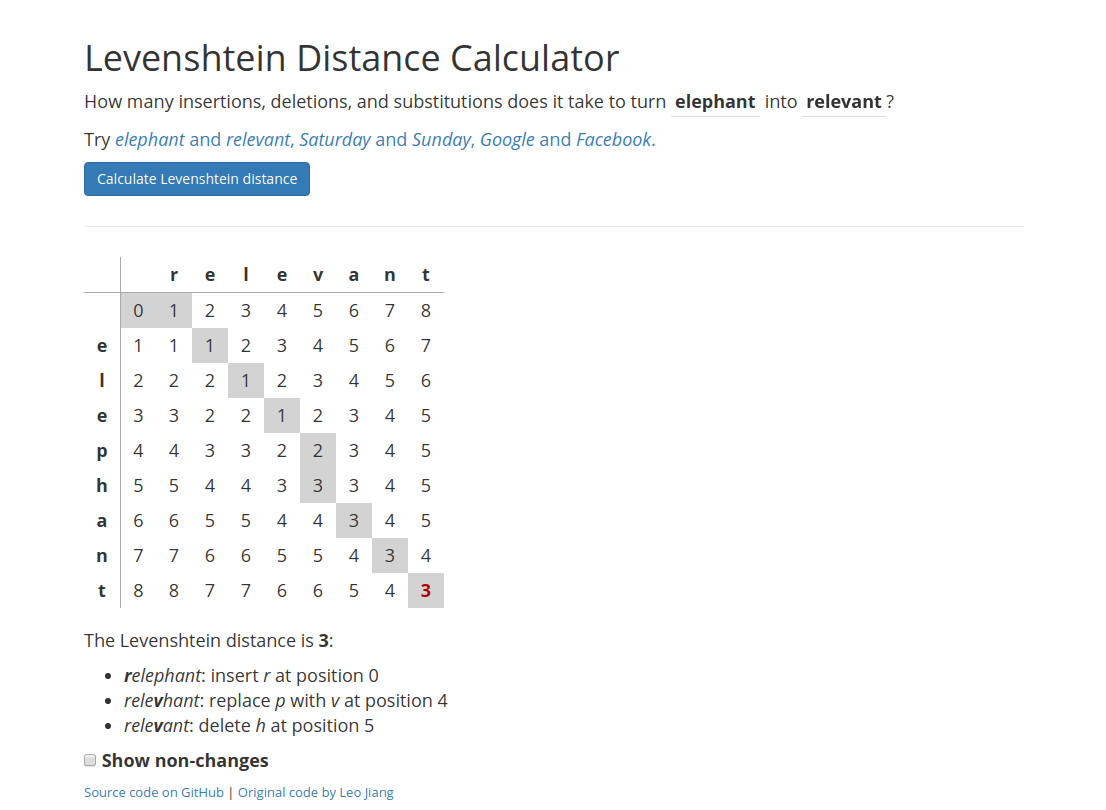 Levenshtein Distance Calculator
How many insertions, deletions, and substitutions does it take to turn elephant into relevant ?
Try elephant and relevant, Saturday and Sunday, Google and Facebook.
Calculate Levenshtein distance
r e l e v a n t
0 1 2 3 4 5 6 7 8
e 1 1 1 2 3 4 5 6 7
l 2 2 2 1 2 3 4 5 6
e 3 3 2 2 1 2 3 4 5
p 4 4 3 3 2 2 3 4 5
h 5 5 4 4 3 3 3 4 5
a 6 6 5 5 4 4 3 4 5
n 7 7 6 6 5 5 4 3 4
t 8 8 7 7 6 6 5 4 3
The Levenshtein distance is 3:
• relephant: insert r at position 0
• relevhant: replace p with v at position 4
• relevant: delete h at position 5
Show non-changes
Source code on GitHub | Original code by Leo Jiang